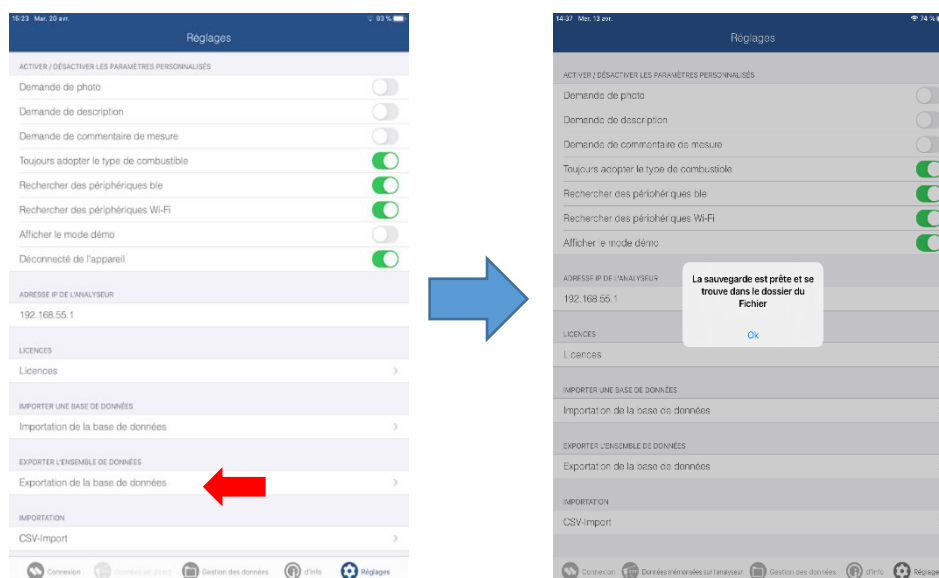 15:23 Mar. 20 avr.
93 %
Réglages
ACTIVER / DÉSACTIVER LES PARAMÈTRES PERSONNALISÉS
Demande de photo
Demande de description
Demande de commentaire de mesure
Toujours adopter le type de combustible
Rechercher des périphériques ble
Rechercher des périphériques Wi-Fi
Afficher le mode démo
Déconnecté de l'appareil
ADRESSE IP DE L'ANALYSEUR
192.168.55.1
LICENCES
Licences
IMPORTER UNE BASE DE DONNÉES
Importation de la base de données
EXPORTER L'ENSEMBLE DE DONNÉES
Exportation de la base de données
IMPORTATION
CSV-Import
Connexion
Gestion des données
d'info
Réglages
14:37 Mar. 13 avr.
74 %
Réglages
ACTIVER / DÉSACTIVER LES PARAMÈTRES PERSONNALISÉS
Demande de photo
Demande de description
Demande de commentaire de mesure
Toujours adopter le type de combustible
Rechercher des périphériques ble
Rechercher des périphériques Wi-Fi
Afficher le mode démo
ADRESSE IP DE L'ANALYSEUR
192.168.55.1
La sauvegarde est prête et se
trouve dans le dossier du
Fichier
Ok
LICENCES
Licences
IMPORTER UNE BASE DE DONNÉES
Importation de la base de données
EXPORTER L'ENSEMBLE DE DONNÉES
Exportation de la base de données
IMPORTATION
CSV-Import
Connexion
Données mémorisées sur l'analyseur
Gestion des données
d'info
Réglages